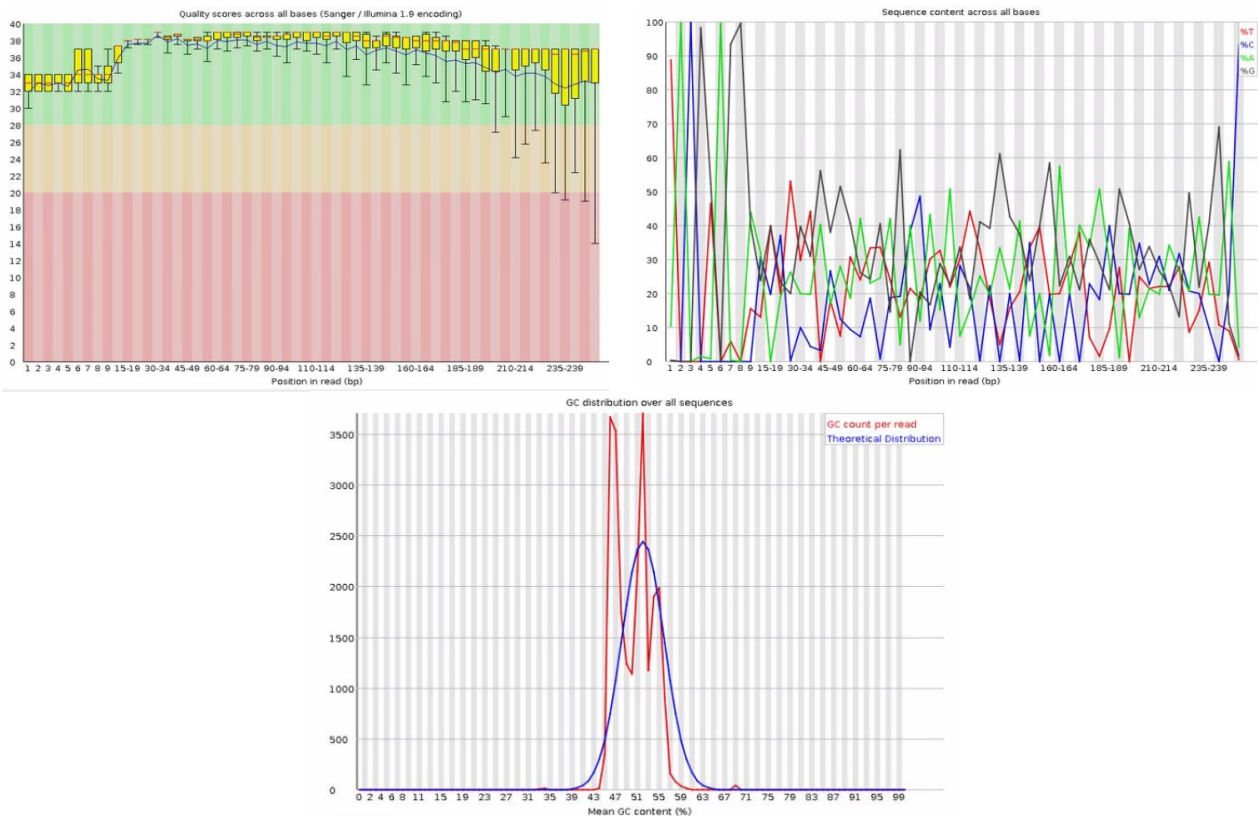 Quality scores across all bases (Sanger / Illumina 1.9 encoding)
40
38
36
34
32
30
28
26
24
22
20
18
16
14
12
10
8
6
4
2
0
1 2 3 4 5 6 7 8 9 15-19 30-34 45-49 60-64 75-79 90-94 110-114 135-139 160-164 185-189 210-214 235-239
Position in read (bp)
Sequence content across all bases
%T
%C
%A
%G
100
90
80
70
60
50
40
30
20
10
0
1 2 3 4 5 6 7 8 9 15-19 30-34 45-49 60-64 75-79 90-94 110-114 135-139 160-164 185-189 210-214 235-239
Position in read (bp)
GC distribution over all sequences
GC count per read
Theoretical Distribution
3500
3000
2500
2000
1500
1000
500
0
0 2 4 6 8 11 15 19 23 27 31 35 39 43 47 51 55 59 63 67 71 75 79 83 87 91 95 99
Mean GC content (%)